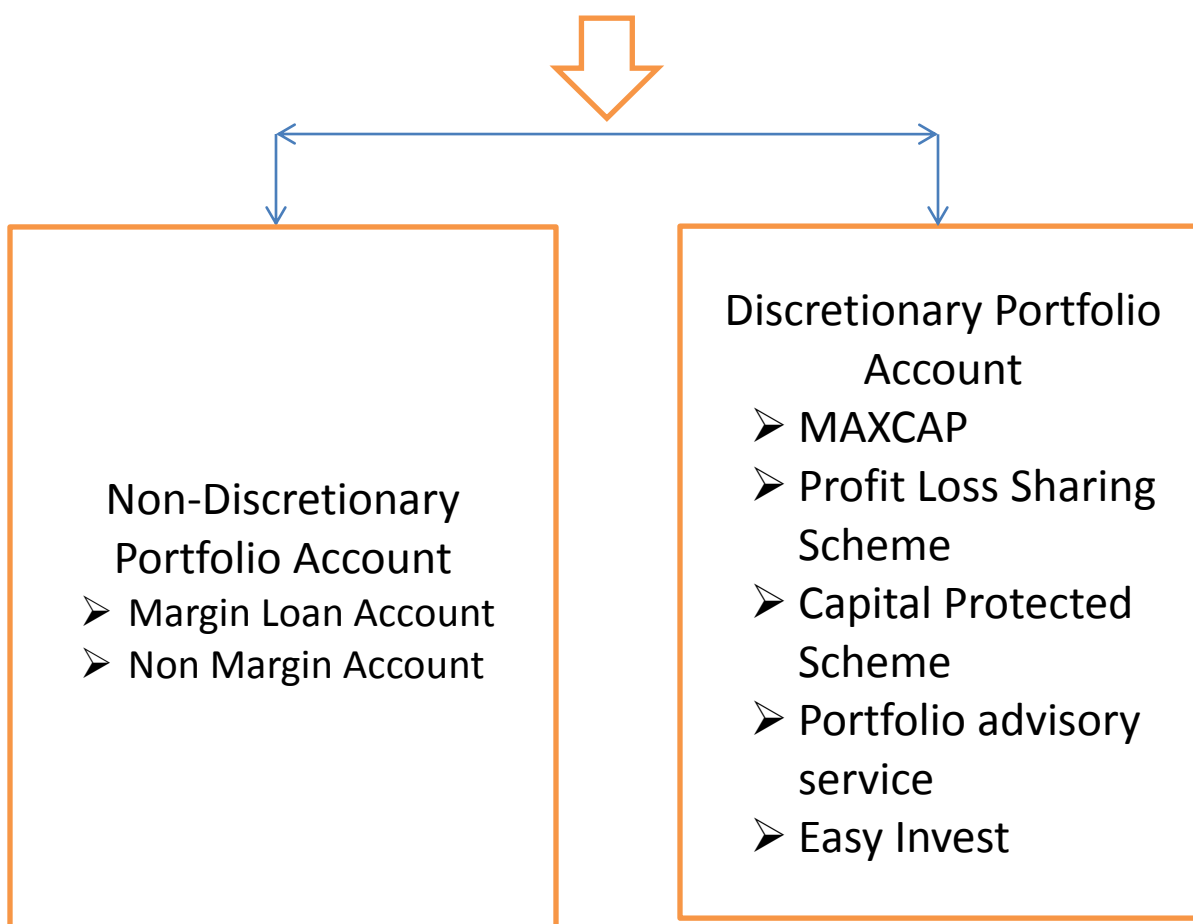 Non-Discretionary
Portfolio Account
➢ Margin Loan Account
➢ Non Margin Account
Discretionary Portfolio
Account
➢ MAXCAP
➢ Profit Loss Sharing
Scheme
➢ Capital Protected
Scheme
➢ Portfolio advisory
service
➢ Easy Invest